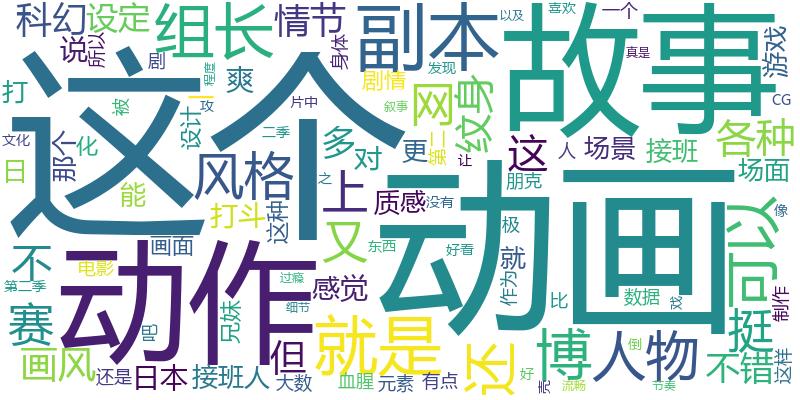 科幻
设定
组长
情节
副本
故事
以及
喜欢
一个
真是
游戏
说
所以
剧
爽
身体
剧情
发现
程度
攻
片中
叙事
CG
打
被
设计
网
纹身
这个
文化
那个
化
二季
多
对
更
第二
让
这
人
场景
接班
各种
场面
日
能
风格
上
质感
之
没有
朋克
像
不
打斗
这种
又
动画
可以
电影
画面
东西
好看
极
就
作为
第二季
动作
感觉
过瘾
细节
比
数据
戏
制作
赛
吧
兄妹
但
就是
还
博
人物
挺
倒
不错
这样
画风
还是
日本
接班人
大数
血腥
元素
有点
好
壳
流畅
节奏